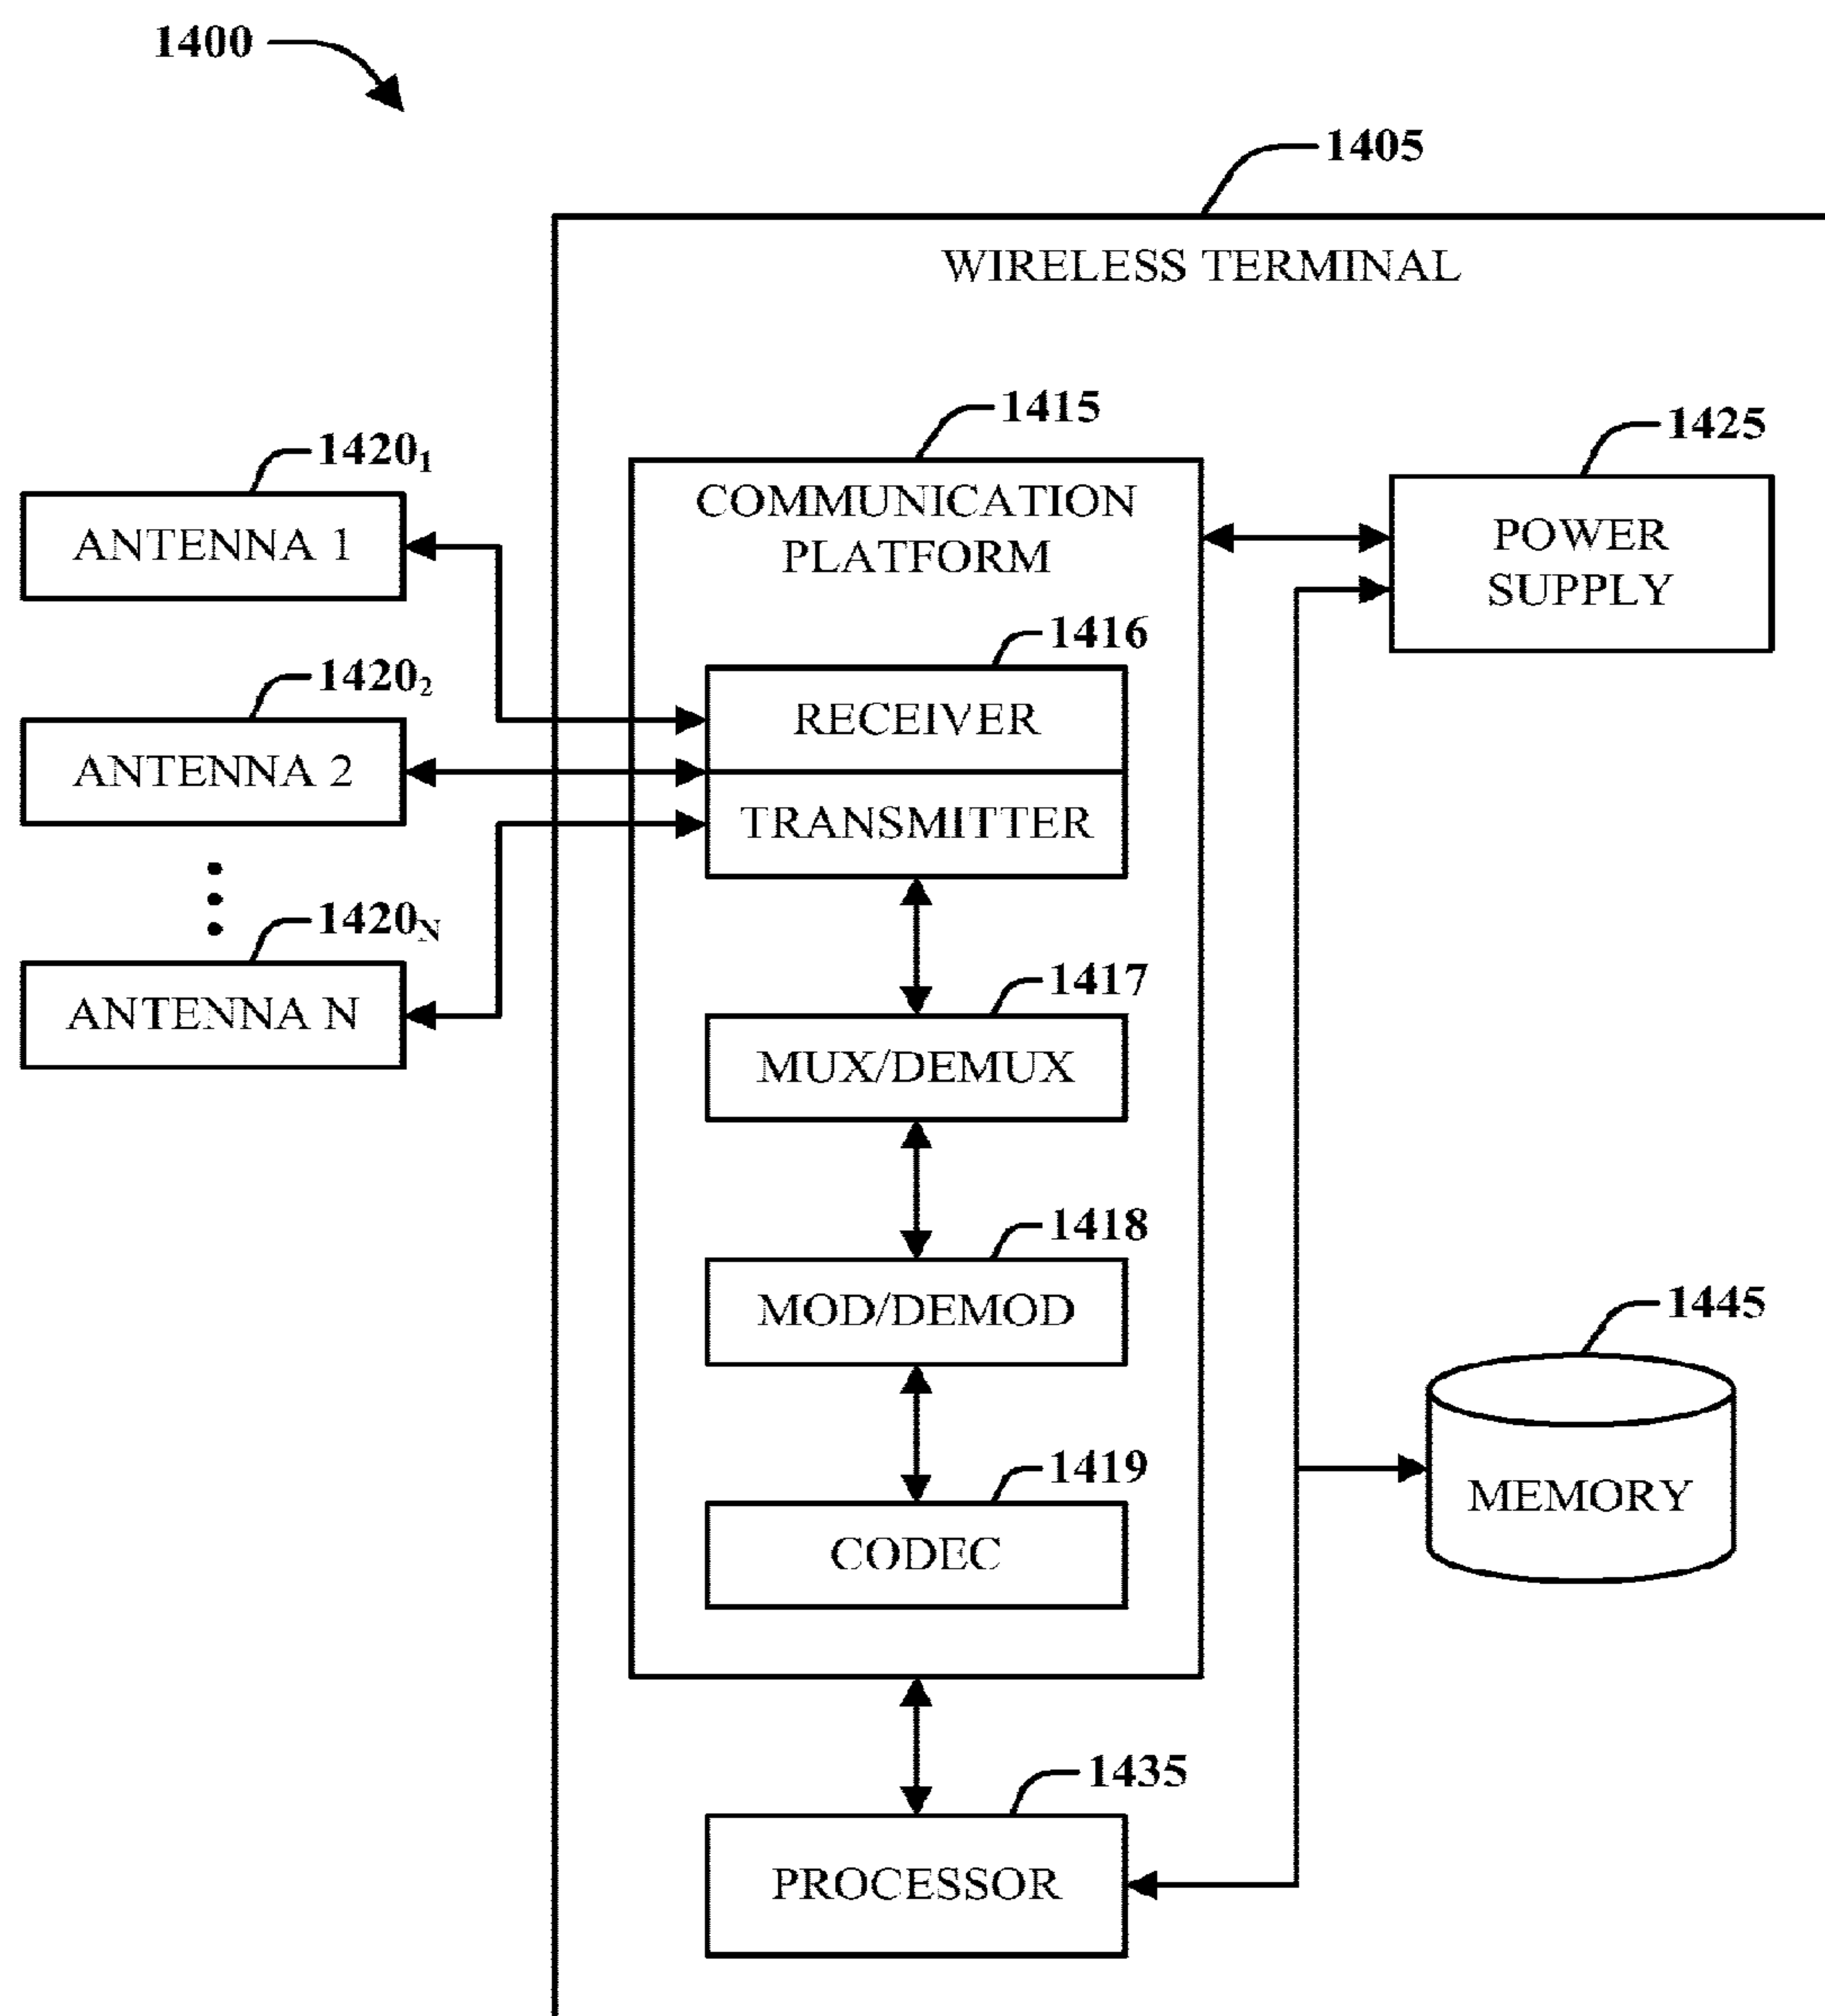 1400
1405
WIRELESS TERMINAL
1415
1425
1420₁
COMMUNICATION
PLATFORM
POWER
SUPPLY
ANTENNA 1
1416
1420₂
RECEIVER
ANTENNA 2
TRANSMITTER
1420N
1417
ANTENNA N
MUX/DEMUX
1418
MOD/DEMOD
1445
1419
MEMORY
CODEC
1435
PROCESSOR